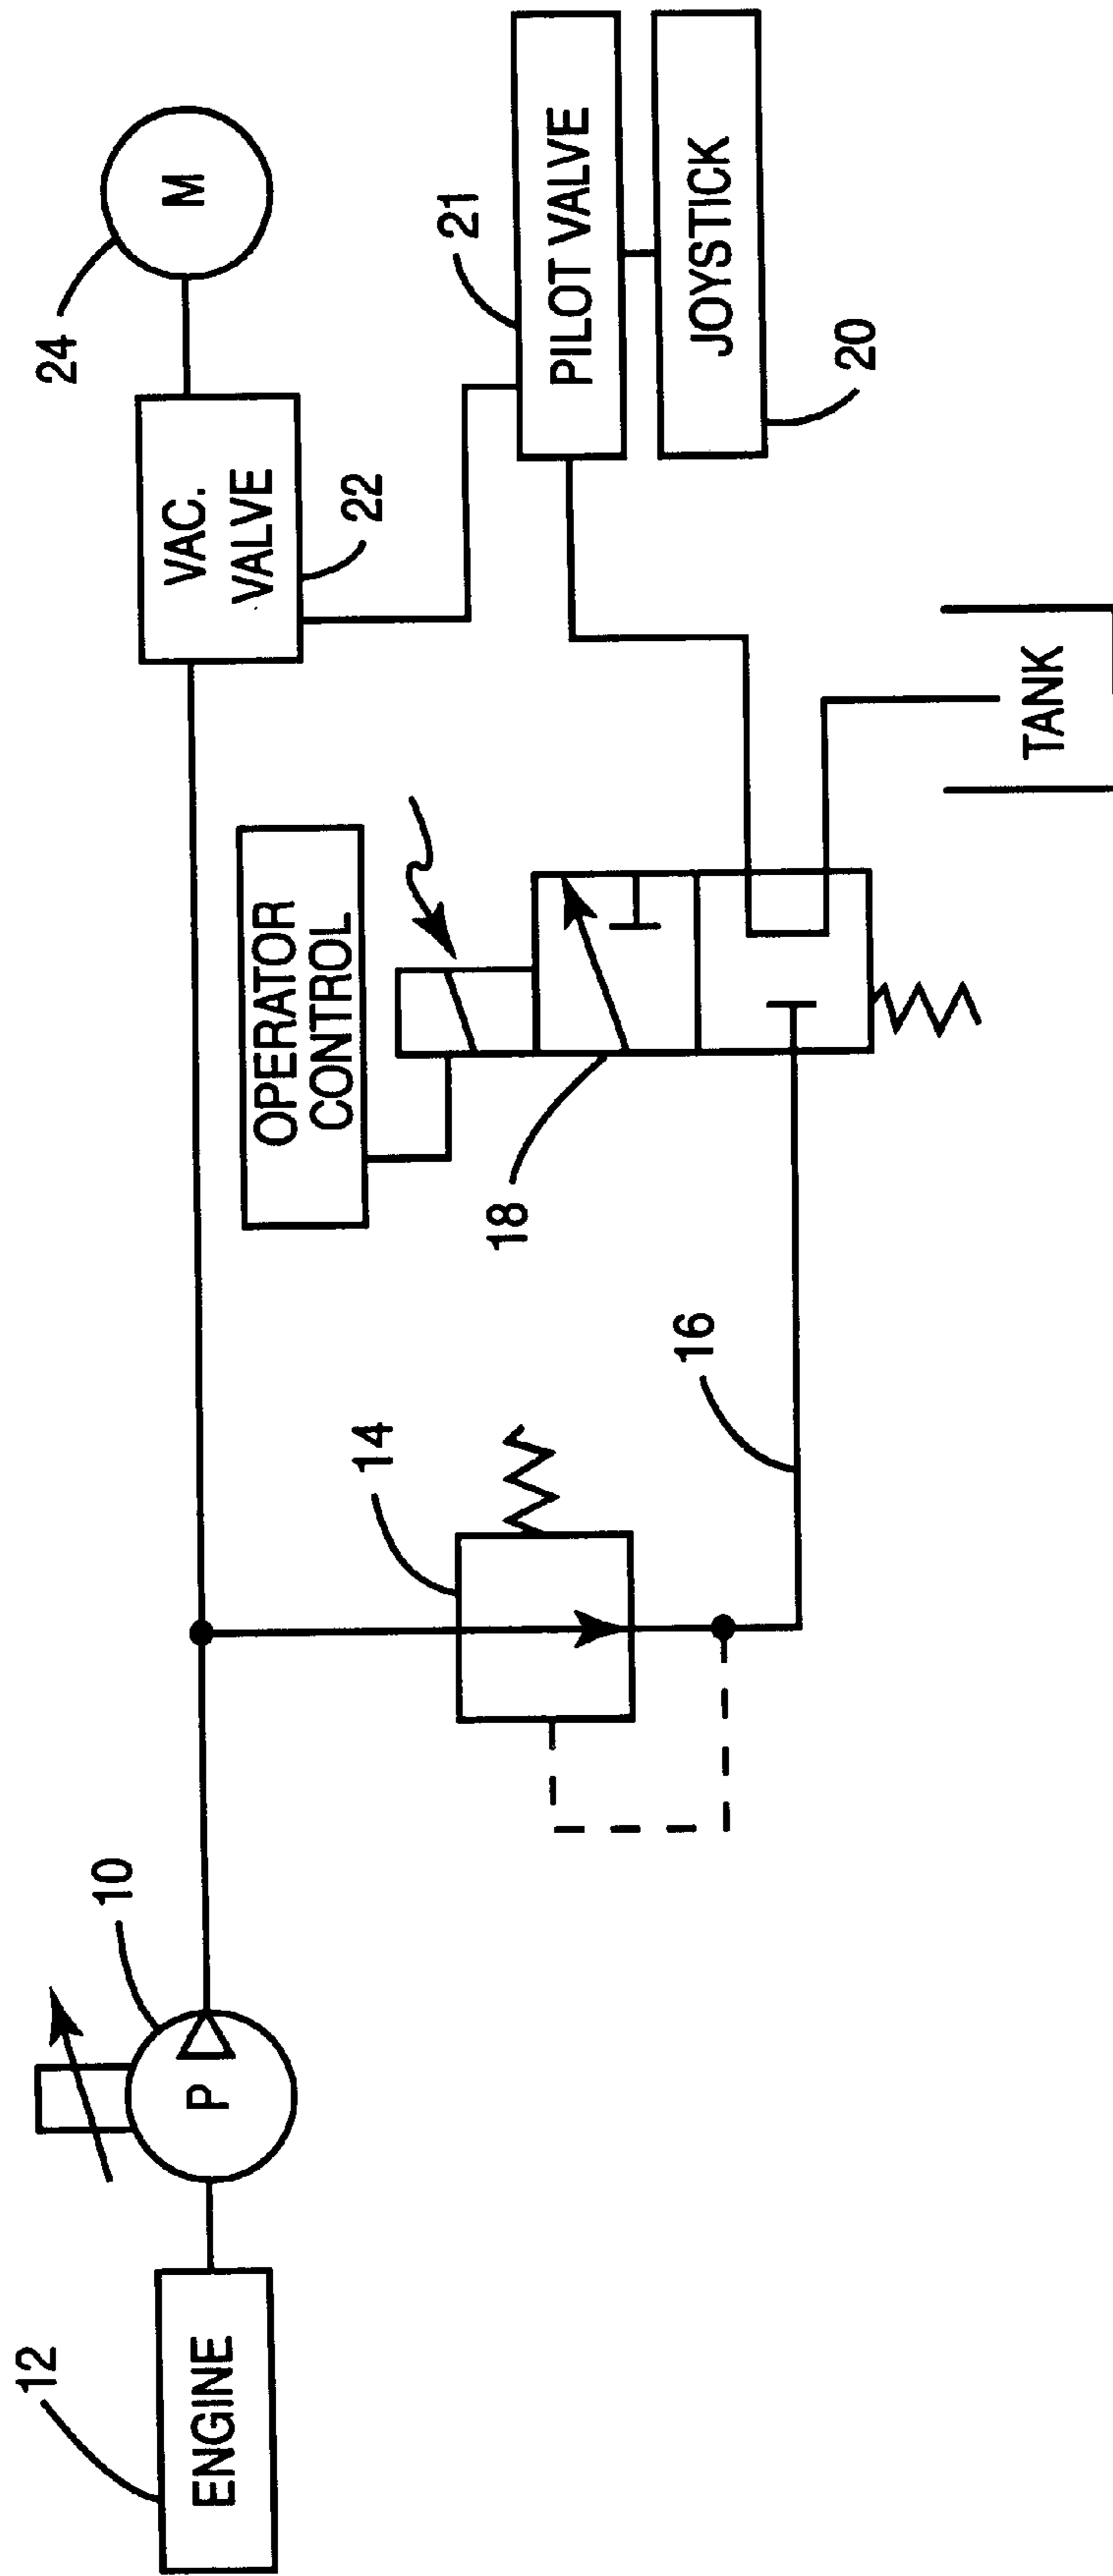 12
ENGINE
10
P
14
16
OPERATOR
CONTROL
18
TANK
VAC.
VALVE
22
24
M
21
PILOT VALVE
JOYSTICK
20